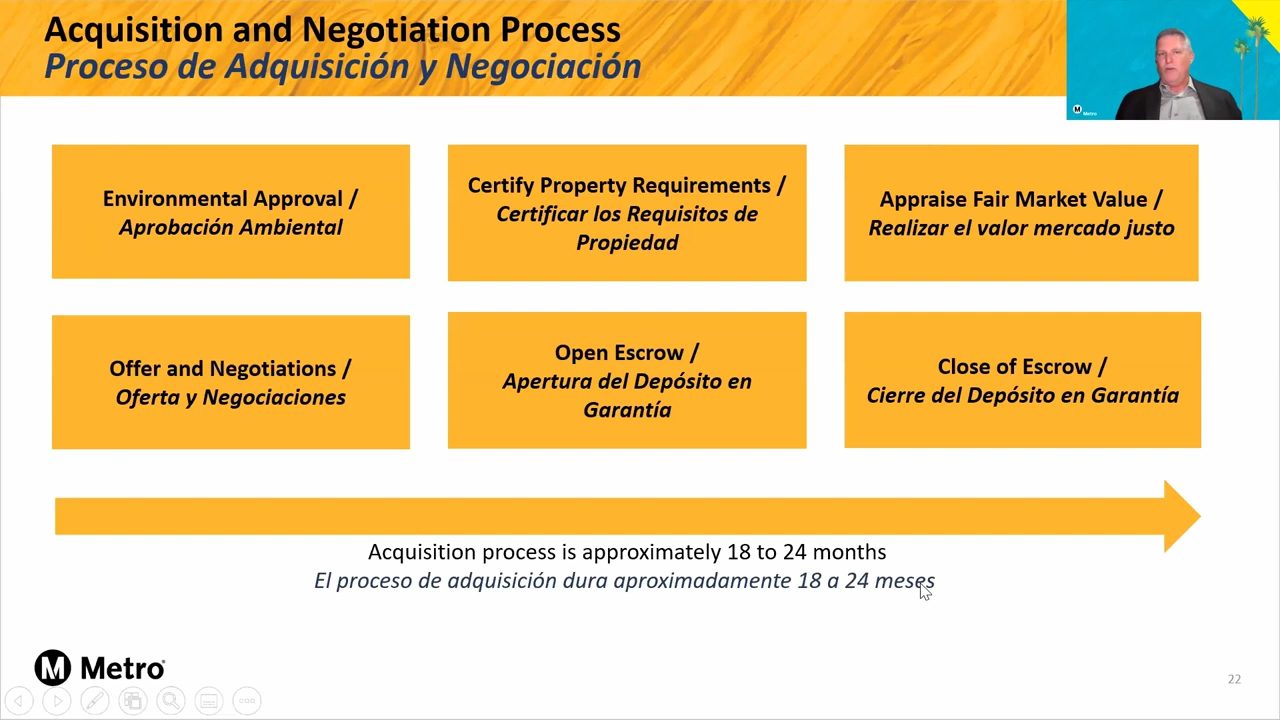 Acquisition and Negotiation Process
Proceso de Adquisición y Negociación
M Metro
Environmental Approval /
Aprobación Ambiental
Certify Property Requirements /
Certificar los Requisitos de
Propiedad
Appraise Fair Market Value /
Realizar el valor mercado justo
Offer and Negotiations /
Oferta y Negociaciones
Open Escrow /
Apertura del Depósito en
Garantía
Close of Escrow /
Cierre del Depósito en Garantía
Acquisition process is approximately 18 to 24 months
El proceso de adquisición dura aproximadamente 18 a 24 meses
M Metro
22